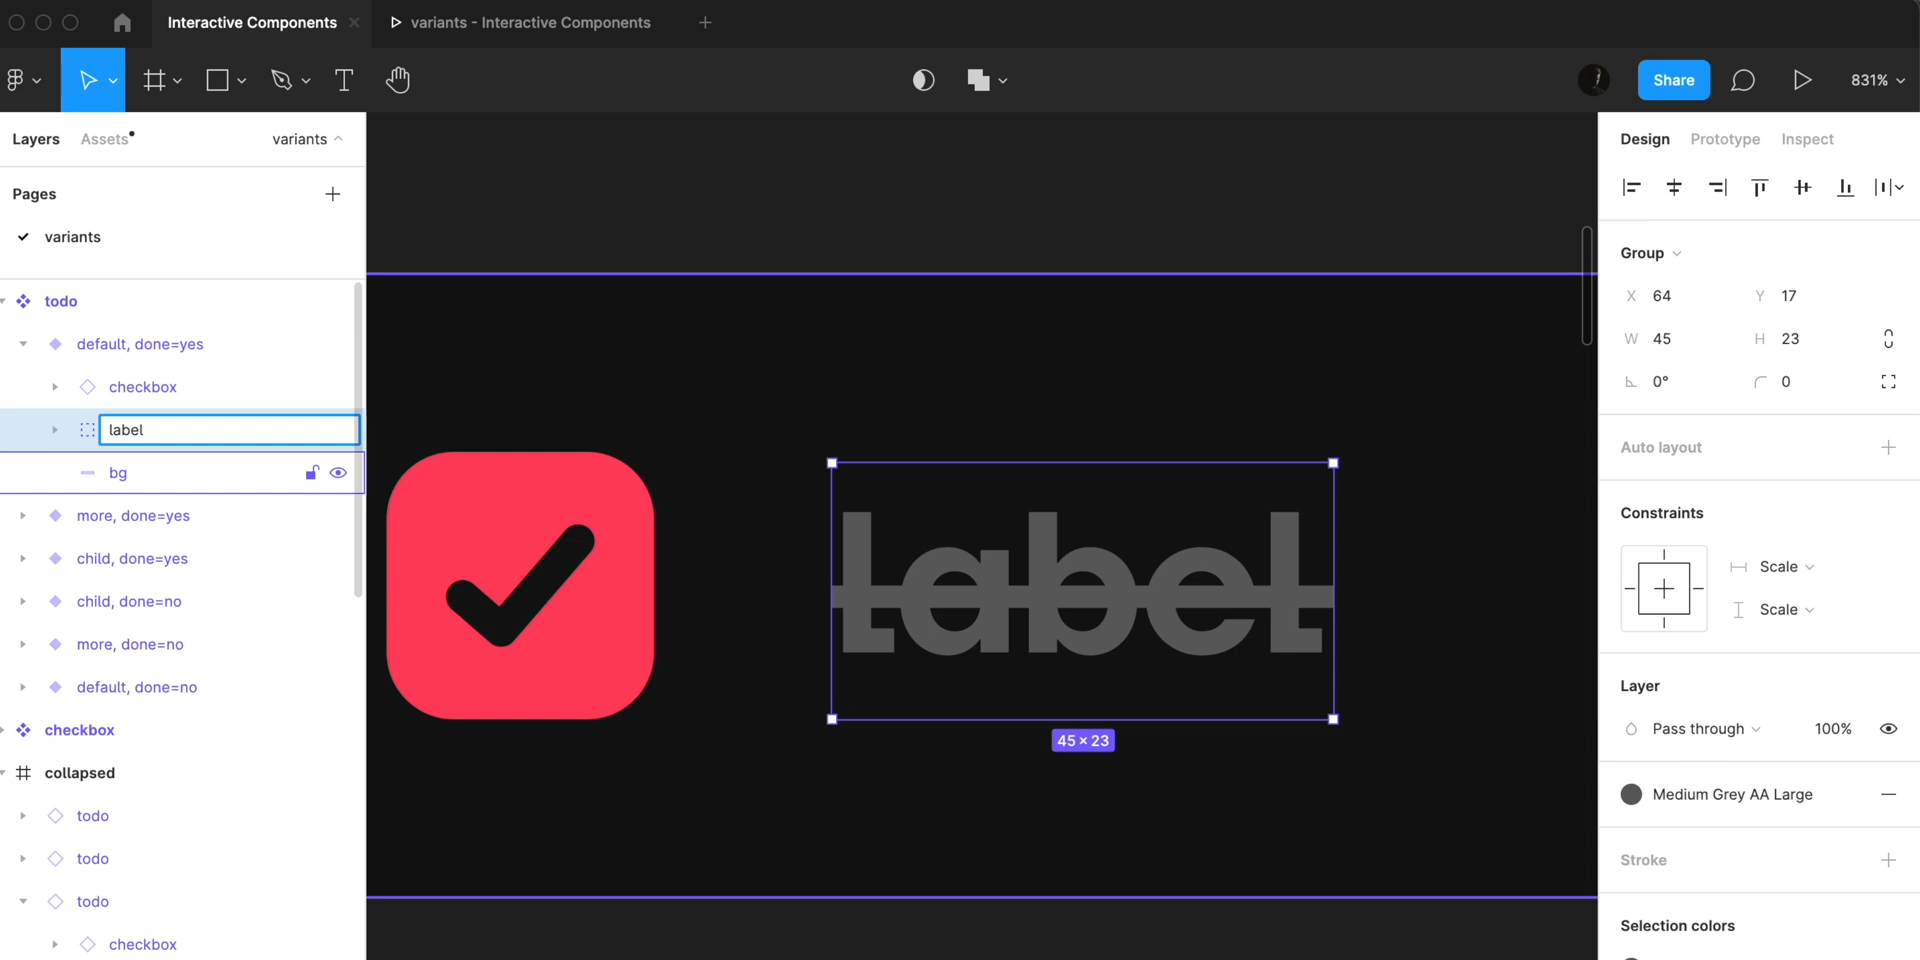 Interactive Components
variants - Interactive Components
Share
831%
Layers
Assets
variants
Pages
variants
todo
default, done=yes
checkbox
label
bg
more, done=yes
child, done=yes
child, done=no
more, done=no
default, done=no
checkbox
collapsed
todo
todo
todo
checkbox
label
45 × 23
Design
Prototype
Inspect
Group
X 64
Y 17
W 45
H 23
0°
0
Auto layout
Constraints
Scale
Scale
Layer
Pass through
100%
Medium Grey AA Large
Stroke
Selection colors